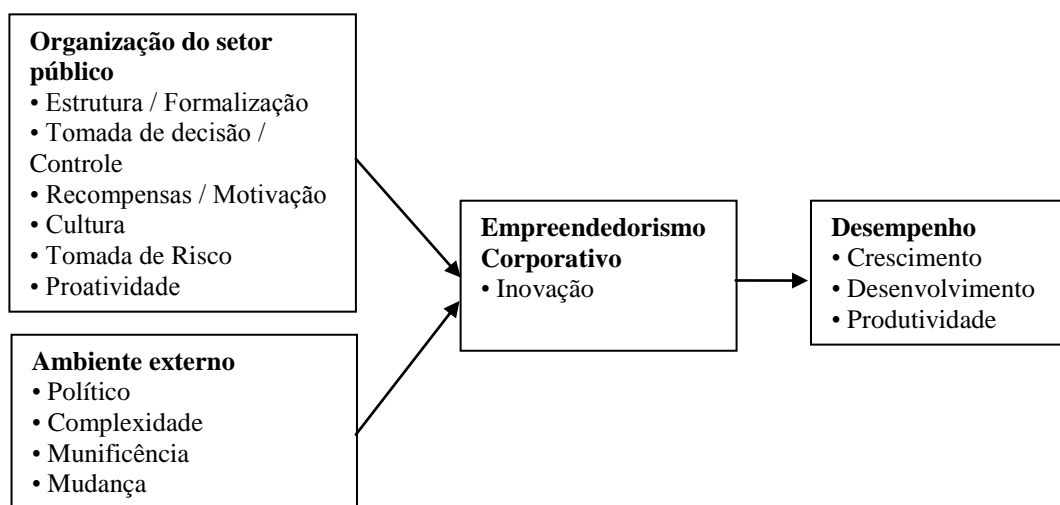 Organização do setor
público
• Estrutura / Formalização
• Tomada de decisão /
Controle
• Recompensas / Motivação
• Cultura
• Tomada de Risco
• Proatividade
Ambiente externo
• Político
• Complexidade
• Munificência
• Mudança
Empreendedorismo
Corporativo
• Inovação
Desempenho
• Crescimento
• Desenvolvimento
• Produtividade